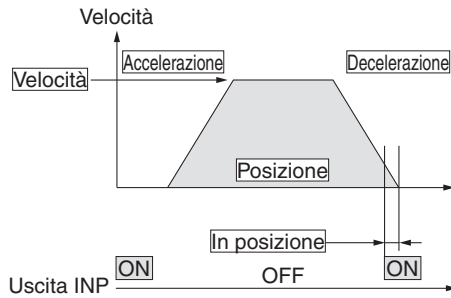 Velocità
Accelerazione
Decelerazione
Velocità
Posizione
In posizione
ON
OFF
ON
Uscita INP